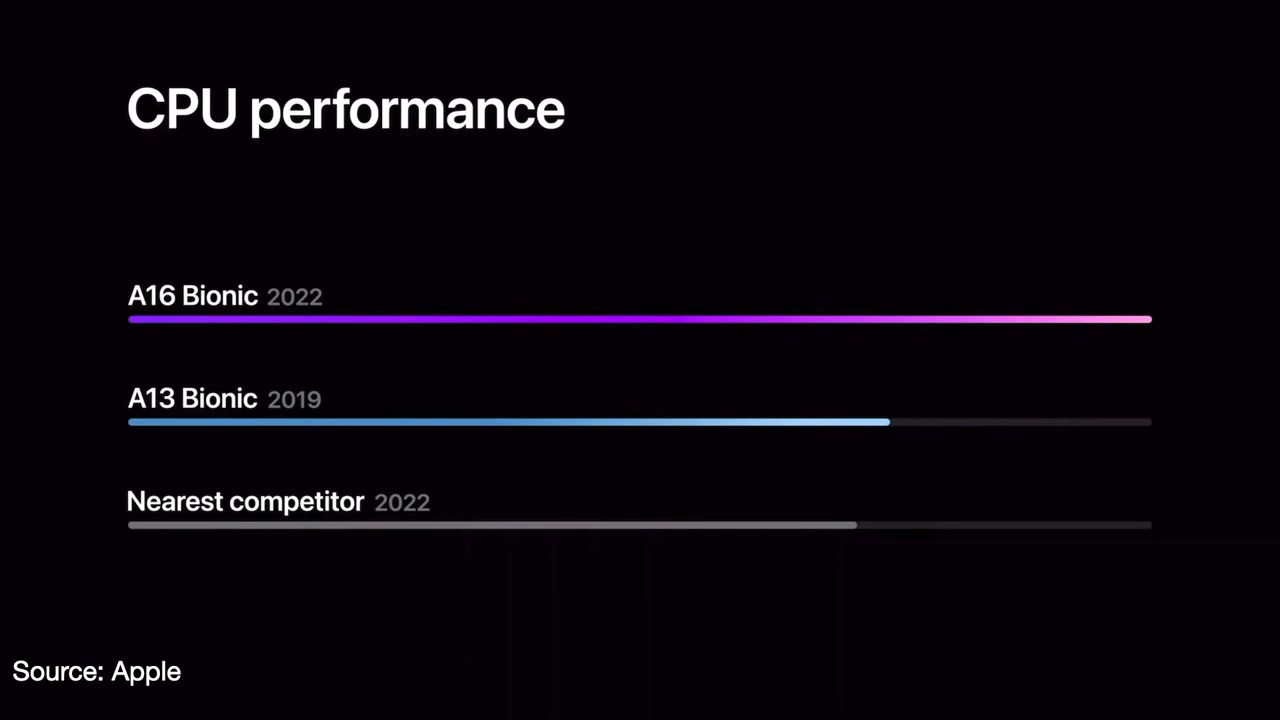 CPU performance
A16 Bionic 2022
A13 Bionic 2019
Nearest competitor 2022
Source: Apple